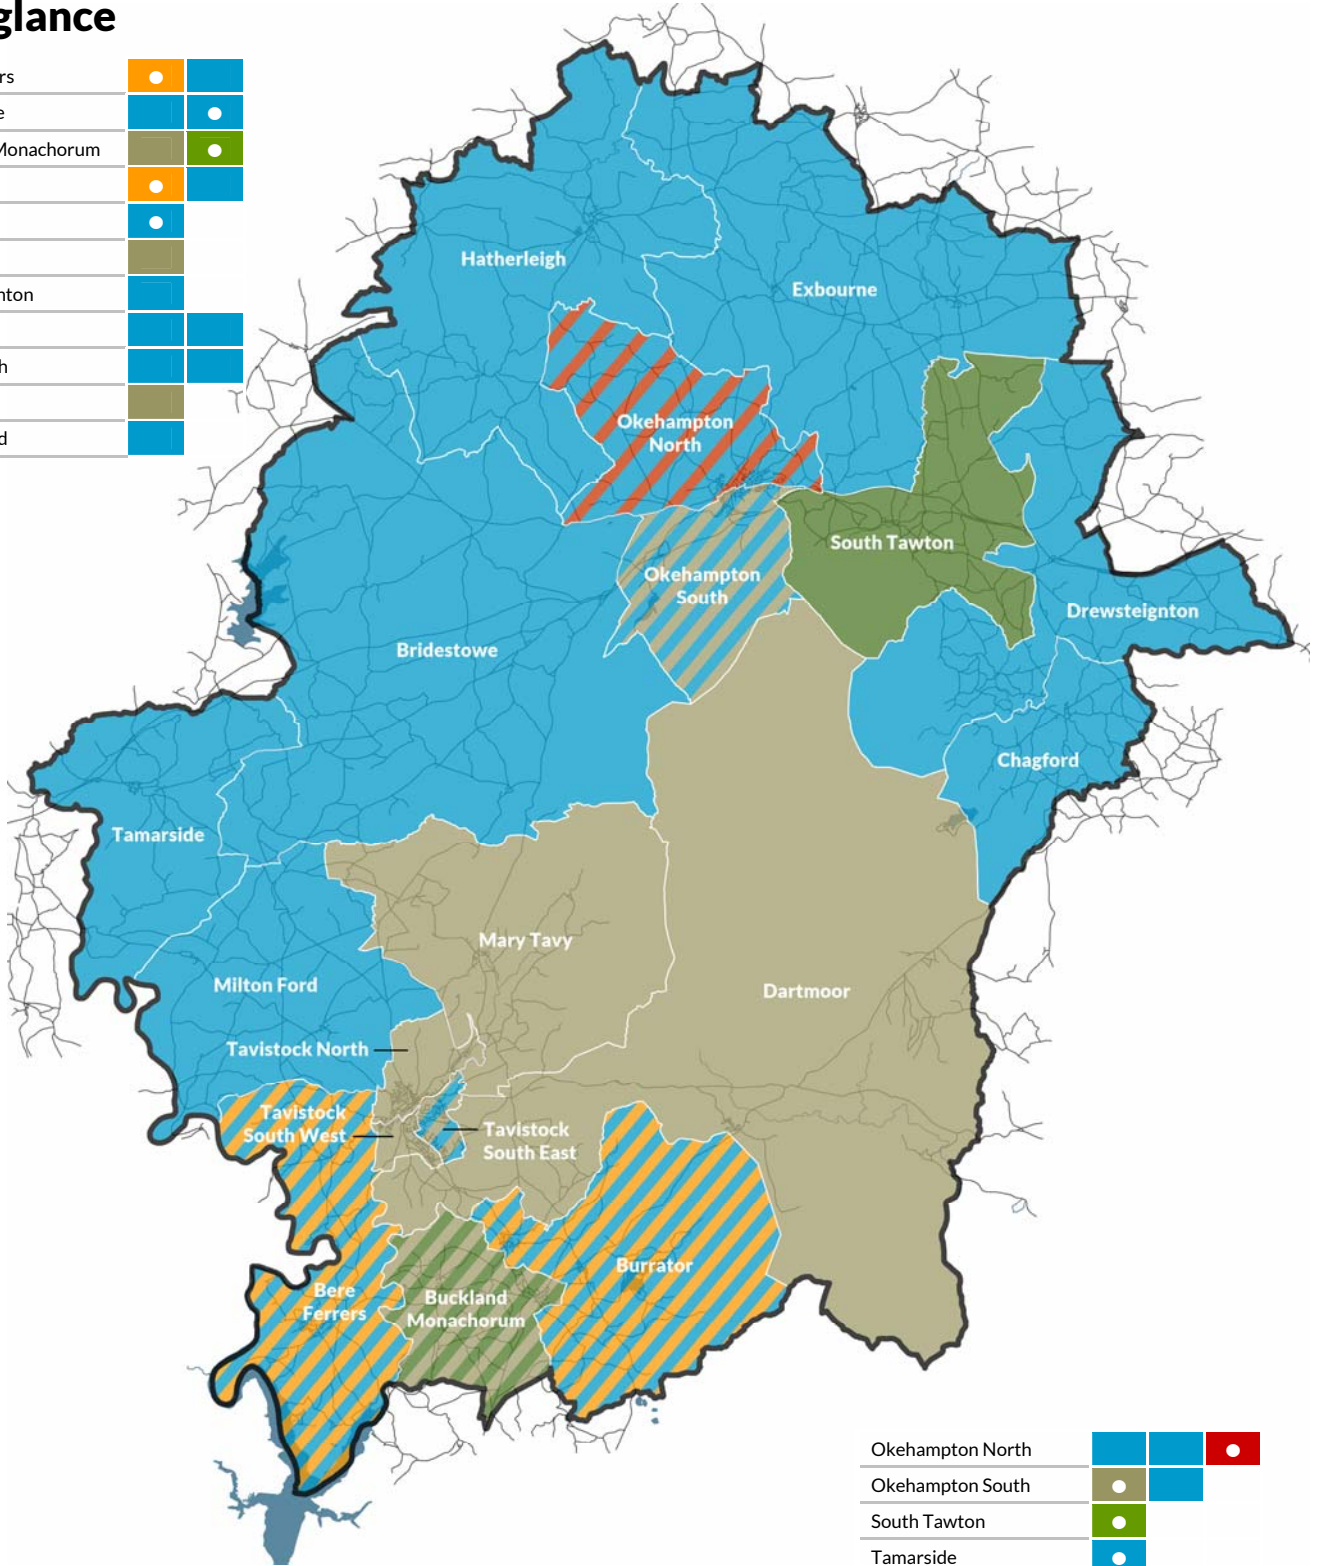 glance
Monachorum
Hatherleigh
Exbourne
Okehampton
North
South Tawton
Okehampton
South
Drewsteignton
Bridestowe
Chagford
Tamarside
Mary Tavy
Milton Ford
Dartmoor
Tavistock North
Tavistock
South West
Tavistock
South East
Burrator
Bere
Ferrers
Buckland
Monachorum
Okehampton North
Okehampton South
South Tawton
Tamarside